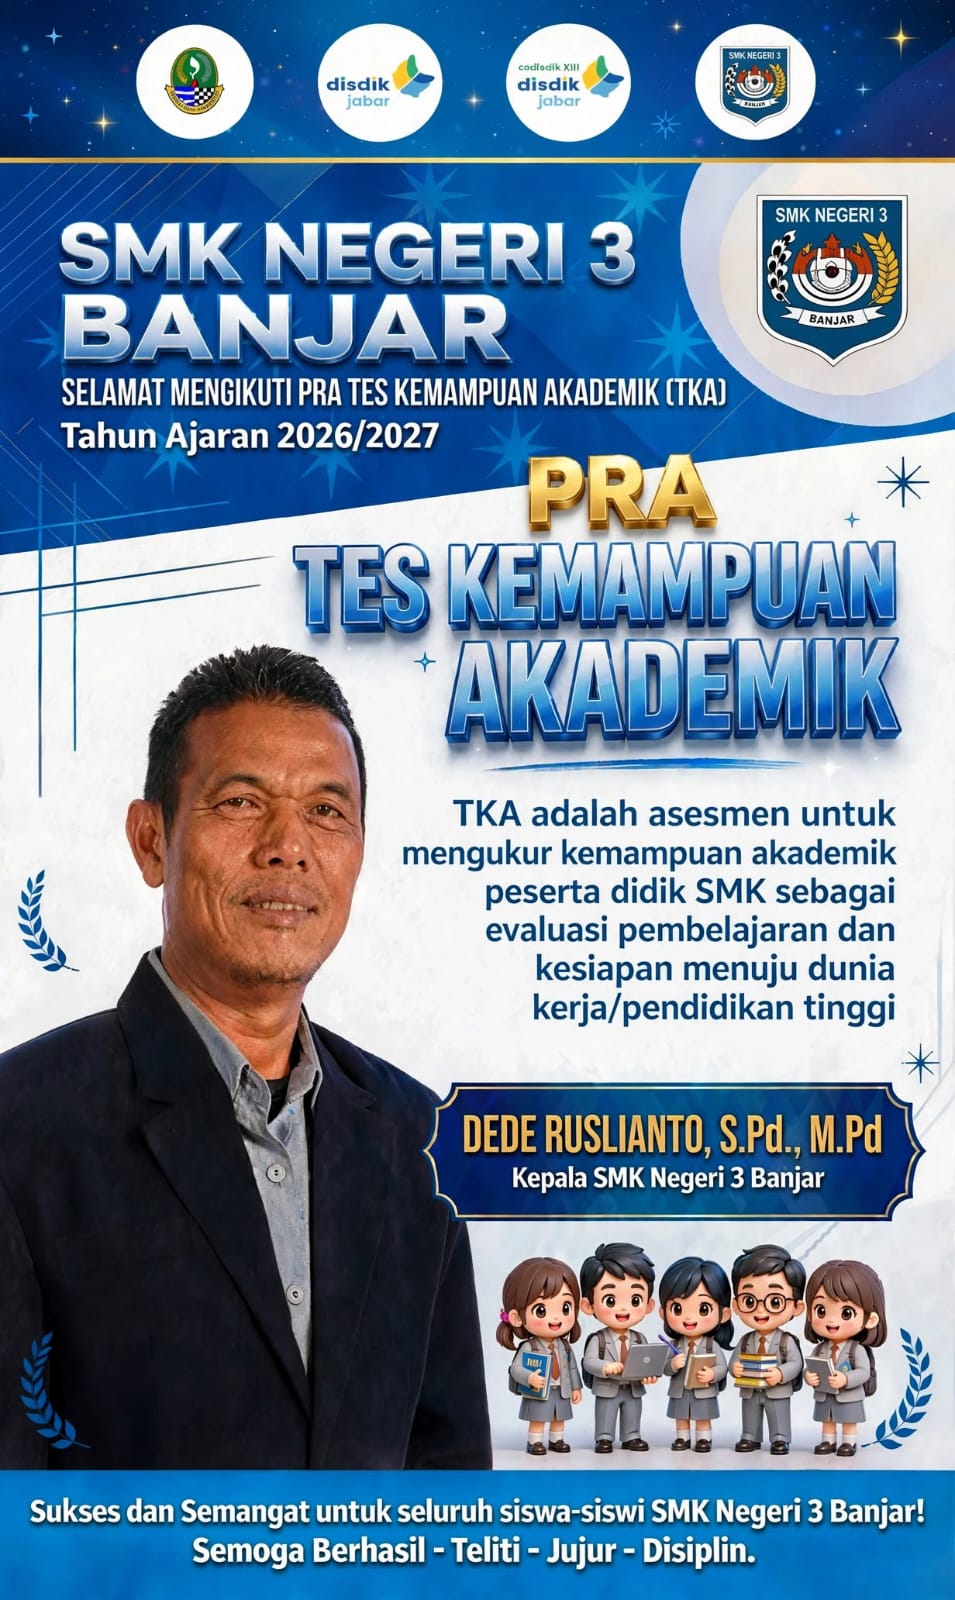 disdik
jabar
cadisdik XIII
disdik
jabar
SMK NEGERI 3
BANJAR
SMK NEGERI 3
BANJAR
SMK NEGERI 3
BANJAR
SELAMAT MENGIKUTI PRA TES KEMAMPUAN AKADEMIK (TKA)
Tahun Ajaran 2026/2027
PRA
TES KEMAMPUAN
AKADEMIK
TKA adalah asesmen untuk
mengukur kemampuan akademik
peserta didik SMK sebagai
evaluasi pembelajaran dan
kesiapan menuju dunia
kerja/pendidikan tinggi
DEDE RUSLIANTO, S.Pd., M.Pd
Kepala SMK Negeri 3 Banjar
Sukses dan Semangat untuk seluruh siswa-siswi SMK Negeri 3 Banjar!
Semoga Berhasil - Teliti - Jujur - Disiplin.